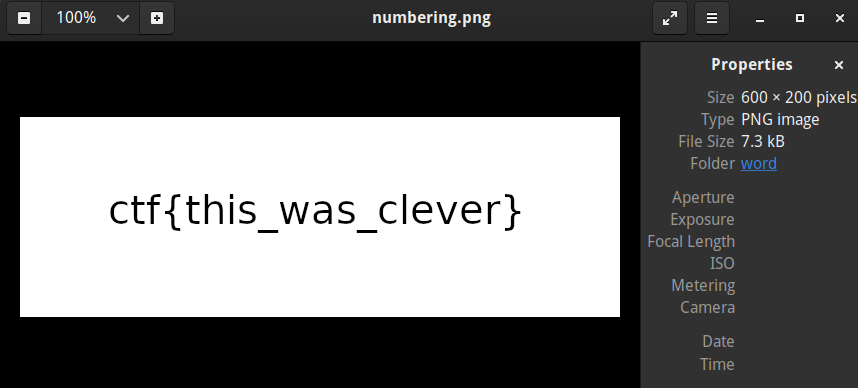 100%
numbering.png
Properties
Size 600 × 200 pixels
Type PNG image
File Size 7.3 kB
Folder word
Aperture
Exposure
Focal Length
ISO
Metering
Camera
Date
Time
ctf{this_was_clever}